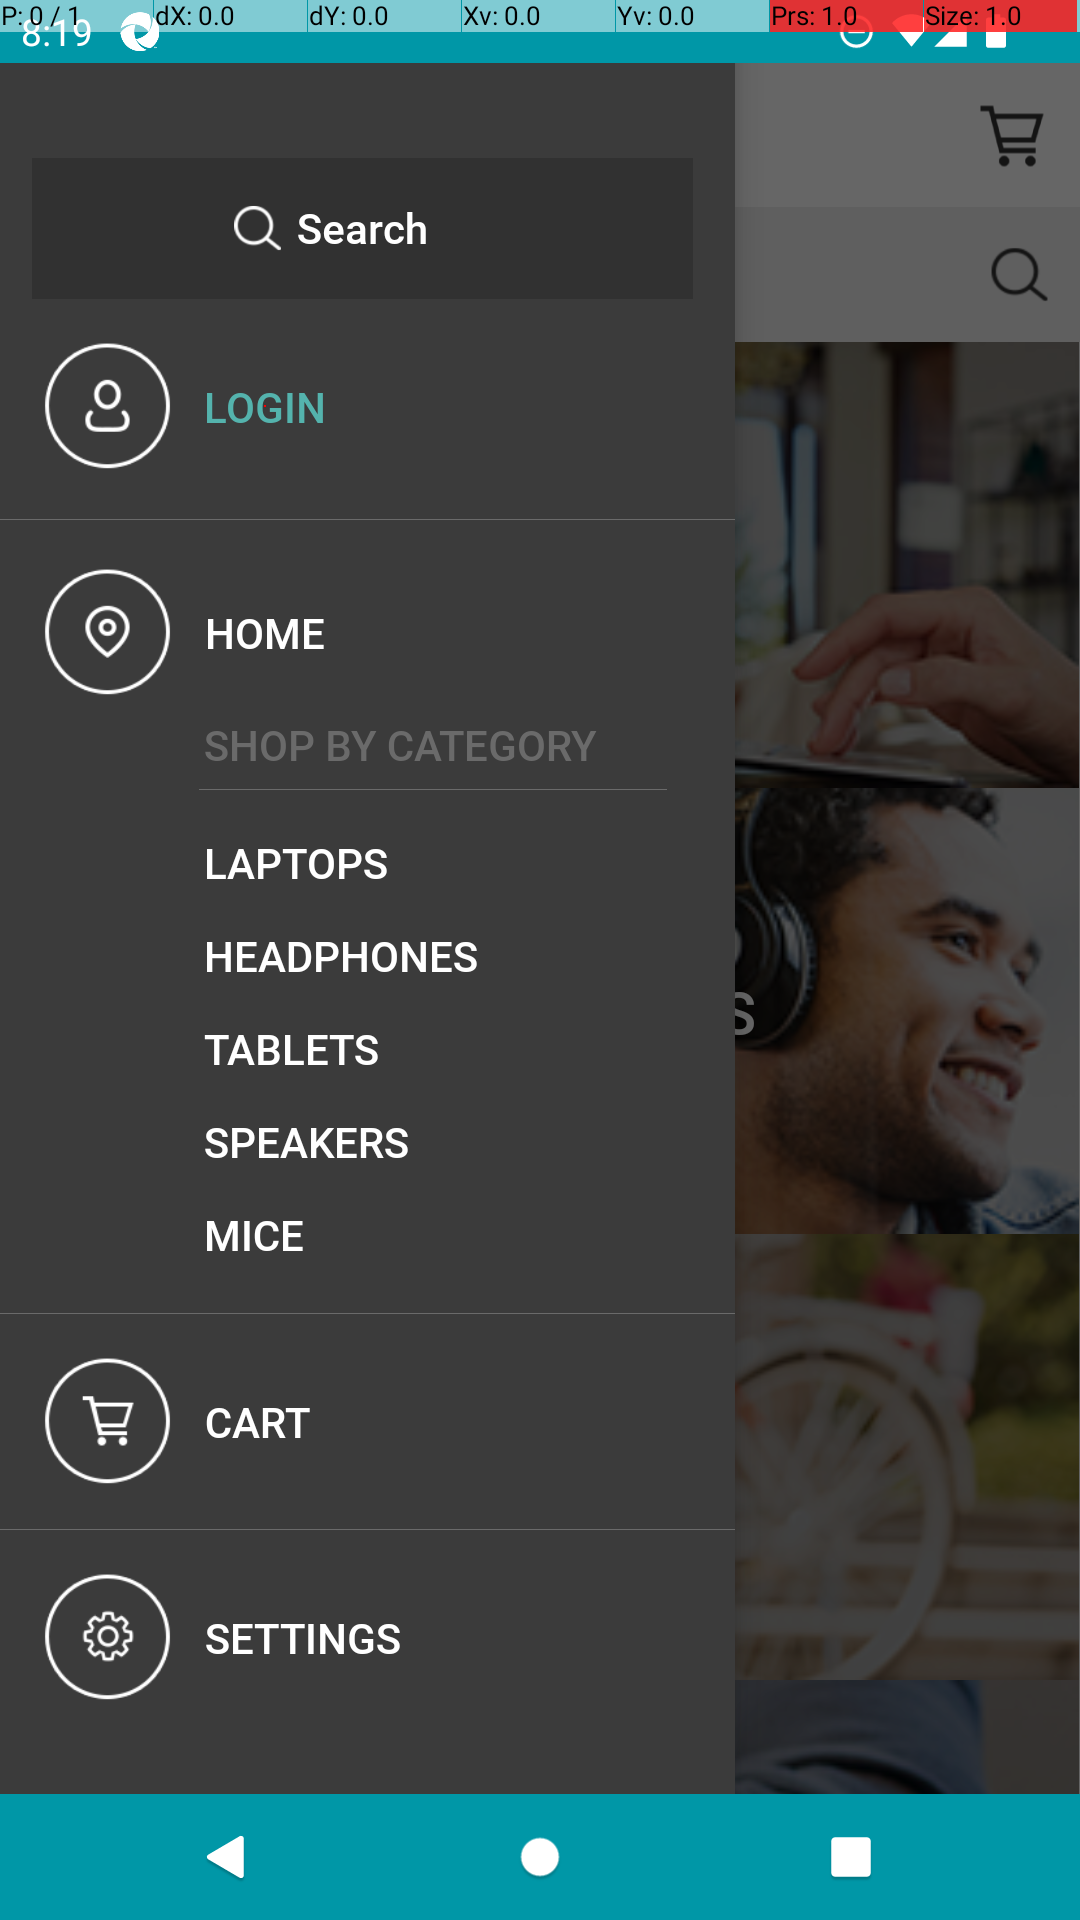 P: 0 / 1 dX: 0.0 dY: 0.0 Xv: 0.0 Yv: 0.0 Prs: 1.0 Size: 1.0
8:19
Search
LOGIN
HOME
SHOP BY CATEGORY
LAPTOPS
HEADPHONES
S
TABLETS
SPEAKERS
MICE
CART
SETTINGS